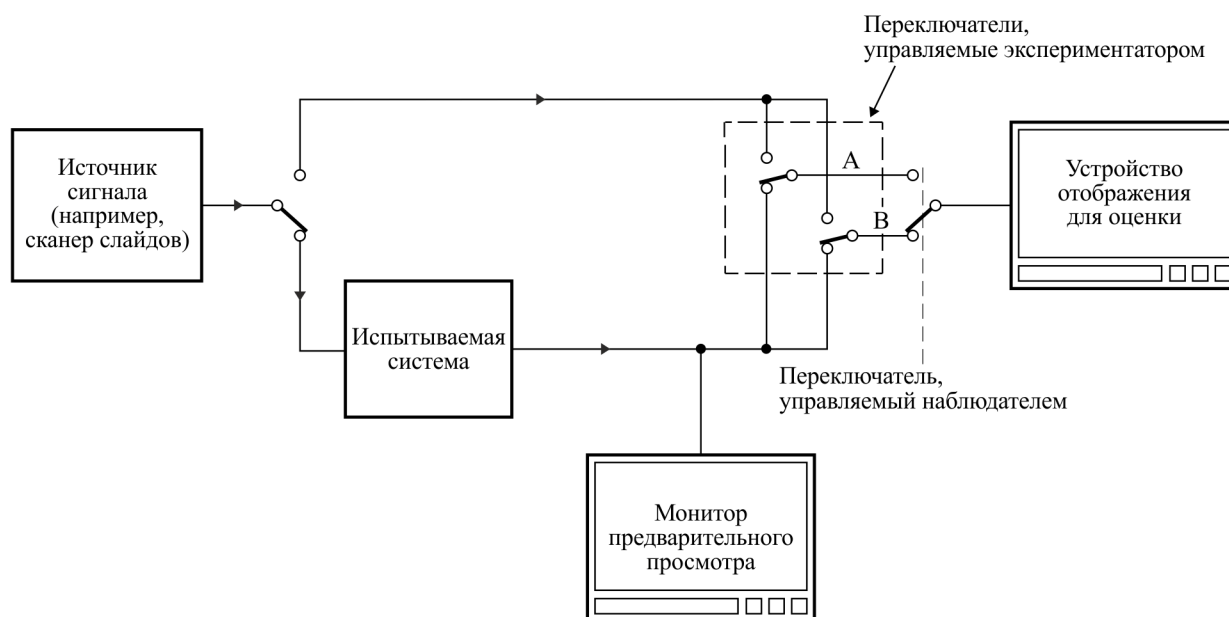 Переключатели,
управляемые экспериментатором
Источник
сигнала
(например,
сканер слайдов)
A
Устройство
отображения
для оценки
B
Испытываемая
система
Переключатель,
управляемый наблюдателем
Монитор
предварительного
просмотра